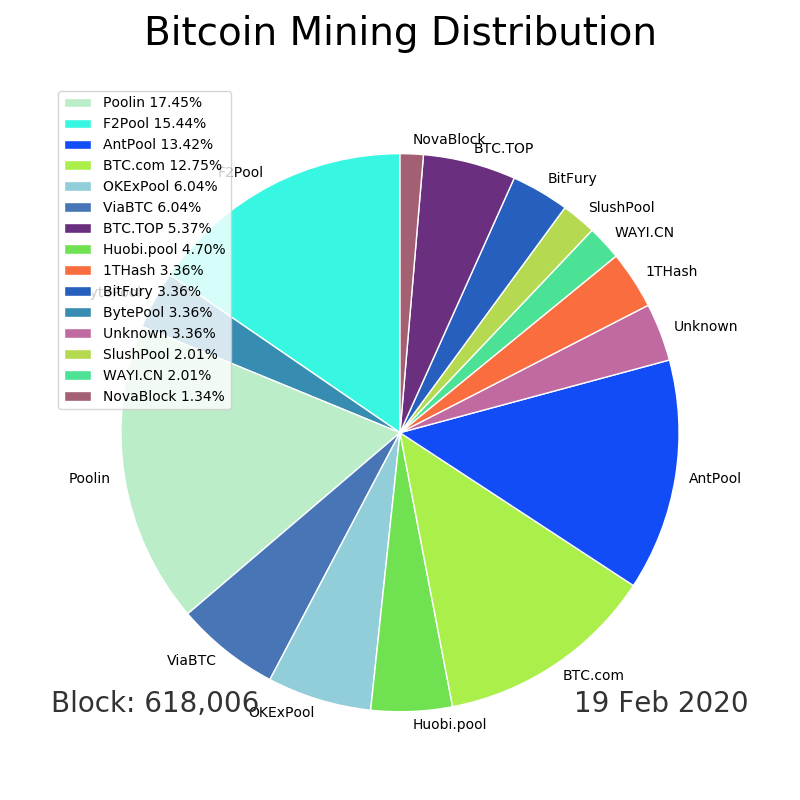 Bitcoin Mining Distribution
Poolin 17.45%
F2Pool 15.44%
AntPool 13.42%
BTC.com 12.75%
OKExPool 6.04%
ViaBTC 6.04%
BTC.TOP 5.37%
Huobi.pool 4.70%
1THash 3.36%
BitFury 3.36%
BytePool 3.36%
Unknown 3.36%
SlushPool 2.01%
WAYI.CN 2.01%
NovaBlock 1.34%
NovaBlock
BTC.TOP
F2Pool
BitFury
SlushPool
WAYI.CN
1THash
Unknown
Poolin
AntPool
ViaBTC
BTC.com
Block: 618,006
19 Feb 2020
OKExPool
Huobi.pool